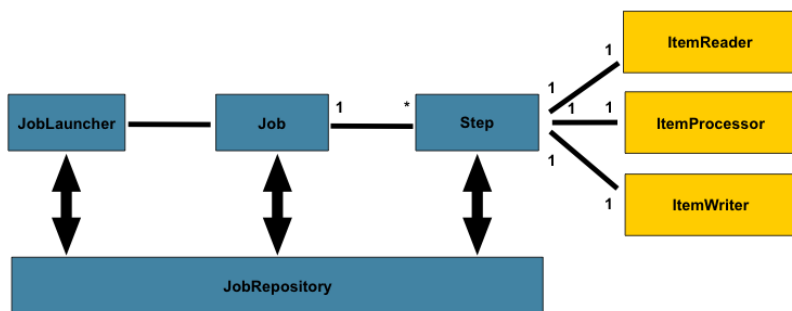 ItemReader
1
1
1
*
1
1
JobLauncher
Job
Step
ItemProcessor
1
1
ItemWriter
JobRepository